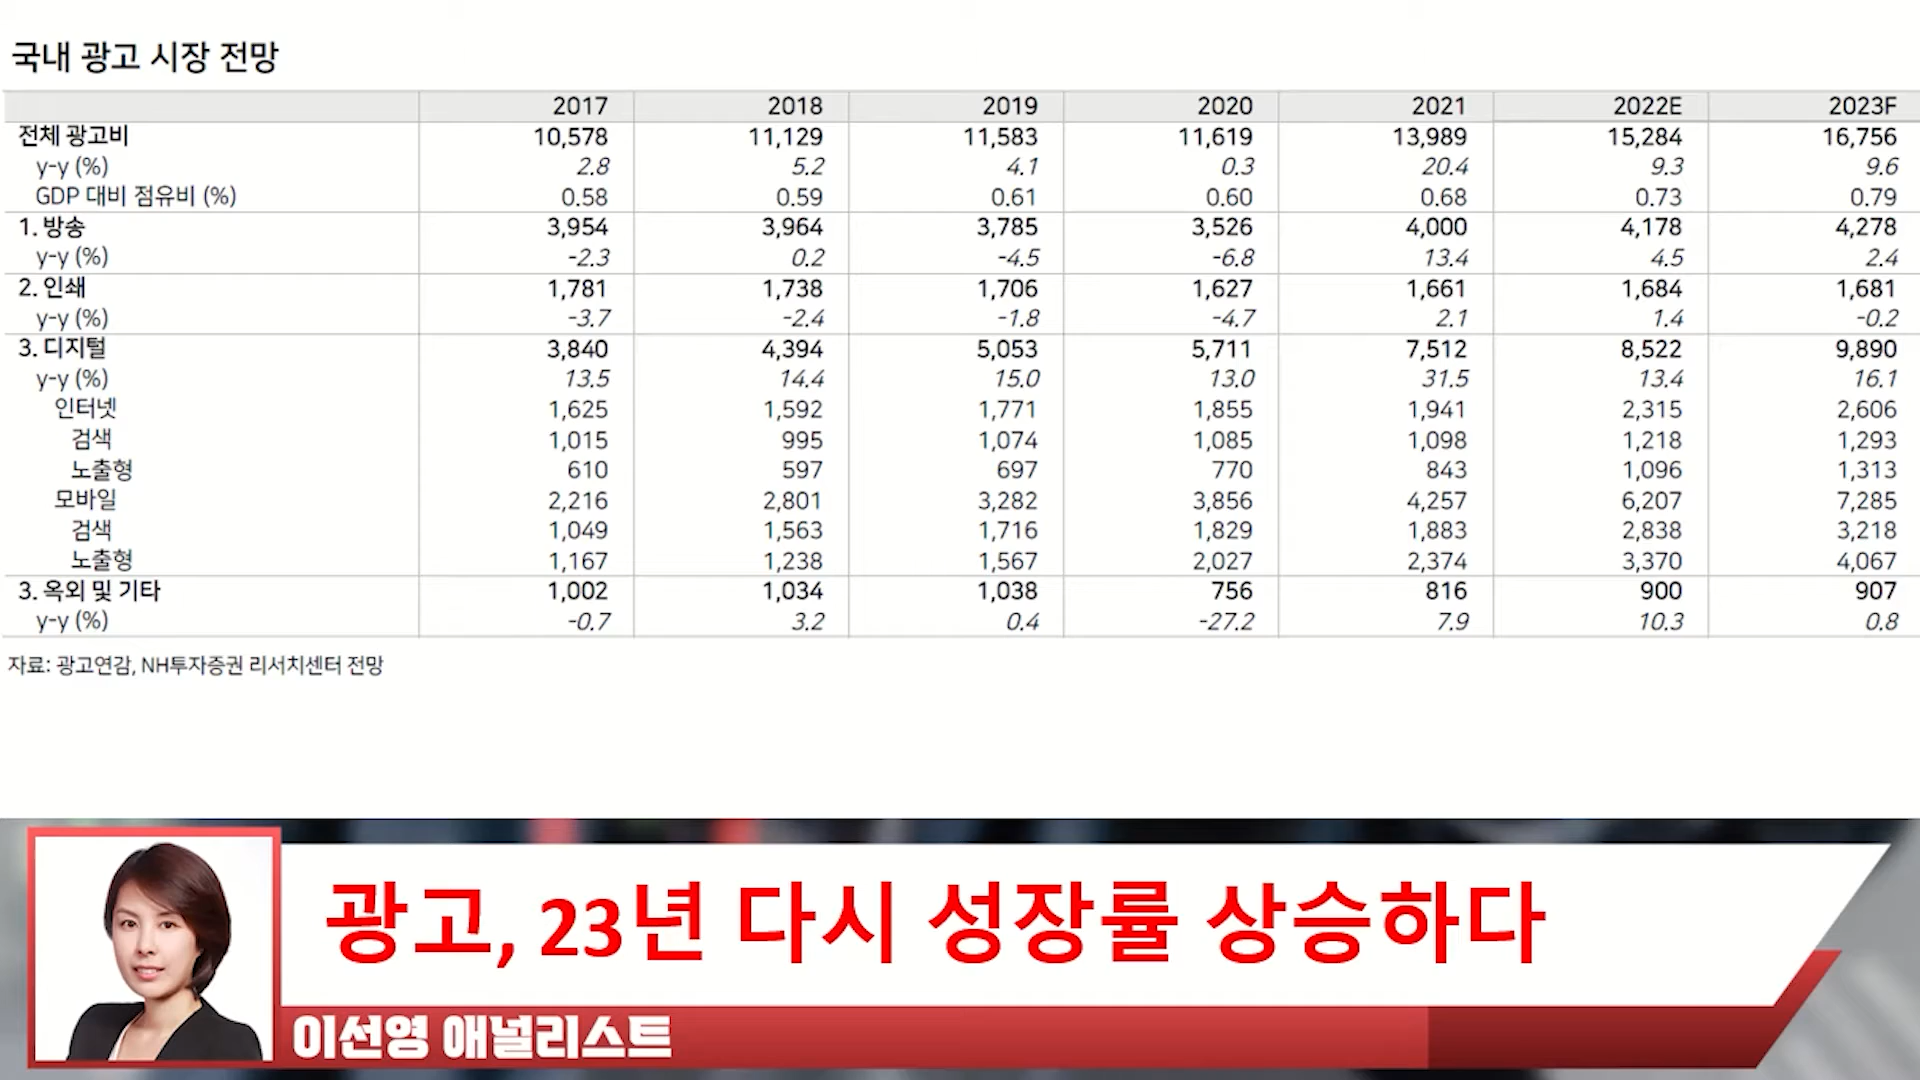 국내 광고 시장 전망
2017 2018 2019 2020 2021 2022E 2023F
전체 광고비 10,578 11,129 11,583 11,619 13,989 15,284 16,756
y-y (%) 2.8 5.2 4.1 0.3 20.4 9.3 9.6
GDP 대비 점유비 (%) 0.58 0.59 0.61 0.60 0.68 0.73 0.79
1. 방송 3,954 3,964 3,785 3,526 4,000 4,178 4,278
y-y (%) -2.3 0.2 -4.5 -6.8 13.4 4.5 2.4
2. 인쇄 1,781 1,738 1,706 1,627 1,661 1,684 1,681
y-y (%) -3.7 -2.4 -1.8 -4.7 2.1 1.4 -0.2
3. 디지털 3,840 4,394 5,053 5,711 7,512 8,522 9,890
y-y (%) 13.5 14.4 15.0 13.0 31.5 13.4 16.1
인터넷 1,625 1,592 1,771 1,855 1,941 2,315 2,606
검색 1,015 995 1,074 1,085 1,098 1,218 1,293
노출형 610 597 697 770 843 1,096 1,313
모바일 2,216 2,801 3,282 3,856 4,257 6,207 7,285
검색 1,049 1,563 1,716 1,829 1,883 2,838 3,218
노출형 1,167 1,238 1,567 2,027 2,374 3,370 4,067
3. 옥외 및 기타 1,002 1,034 1,038 756 816 900 907
y-y (%) -0.7 3.2 0.4 -27.2 7.9 10.3 0.8
자료: 광고연감, NH투자증권 리서치센터 전망
광고, 23년 다시 성장률 상승하다
이선영 애널리스트